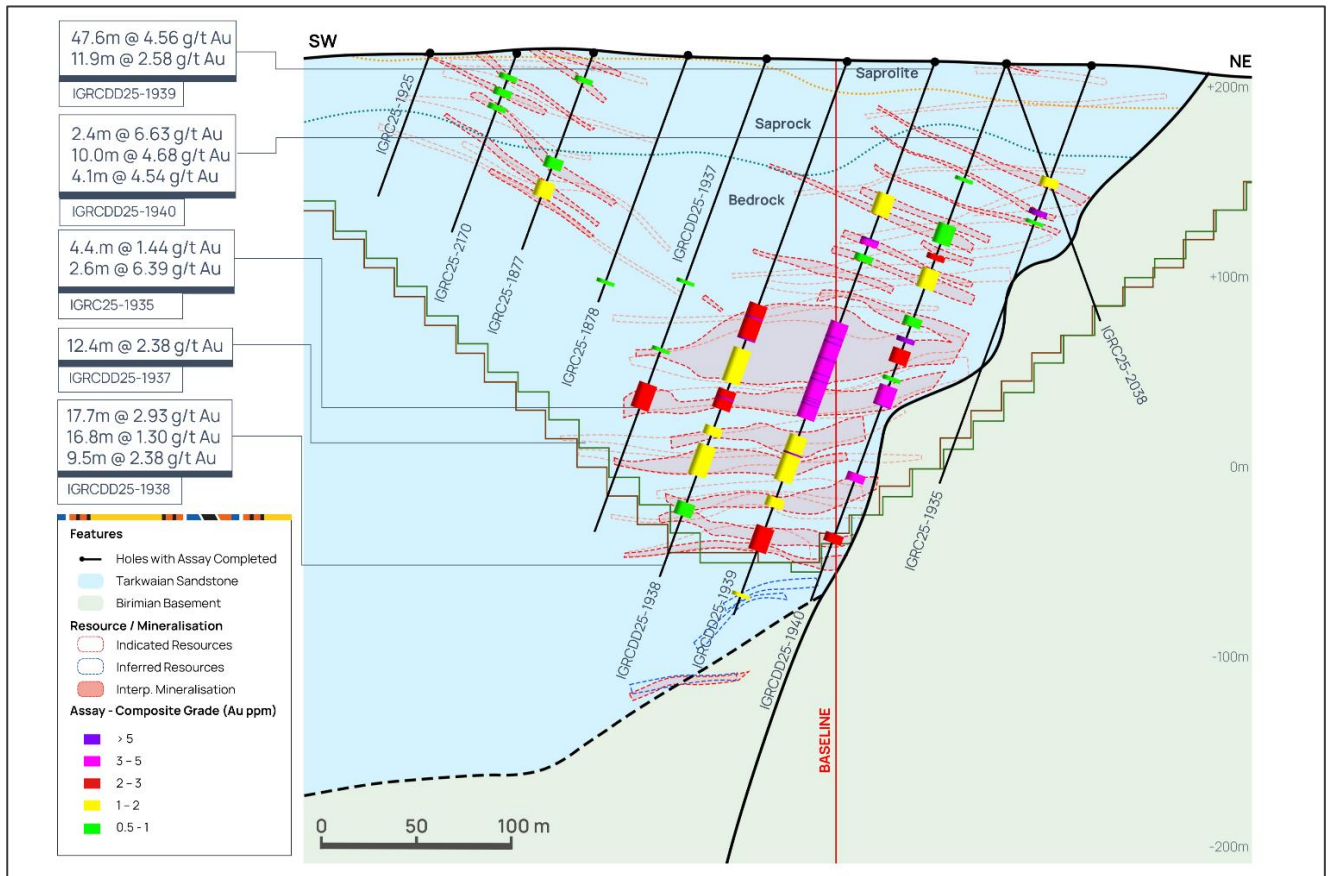 47.6m @ 4.56 g/t Au
11.9m @ 2.58 g/t Au
IGRCDD25-1939
2.4m @ 6.63 g/t Au
10.0m @ 4.68 g/t Au
4.1m @ 4.54 g/t Au
IGRCDD25-1940
4.4.m @ 1.44 g/t Au
2.6m @ 6.39 g/t Au
IGRC25-1935
12.4m @ 2.38 g/t Au
IGRCDD25-1937
17.7m @ 2.93 g/t Au
16.8m @ 1.30 g/t Au
9.5m @ 2.38 g/t Au
IGRCDD25-1938
Features
Holes with Assay Completed
Tarkwaian Sandstone
Birimian Basement
Resource / Mineralisation
Indicated Resources
Inferred Resources
Interp. Mineralisation
Assay - Composite Grade (Au ppm)
> 5
3 – 5
2 – 3
1 – 2
0.5 - 1
SW
NE
Saprolite
Saprock
Bedrock
IGRC25-1925
IGRC25-2170
IGRC25-1877
IGRC25-1878
IGRCDD25-1937
IGRCDD25-1938
IGRCDD25-1939
IGRCDD25-1940
IGRC25-1935
IGRC25-2038
BASELINE
+200m
+100m
0m
-100m
-200m
0 50 100 m